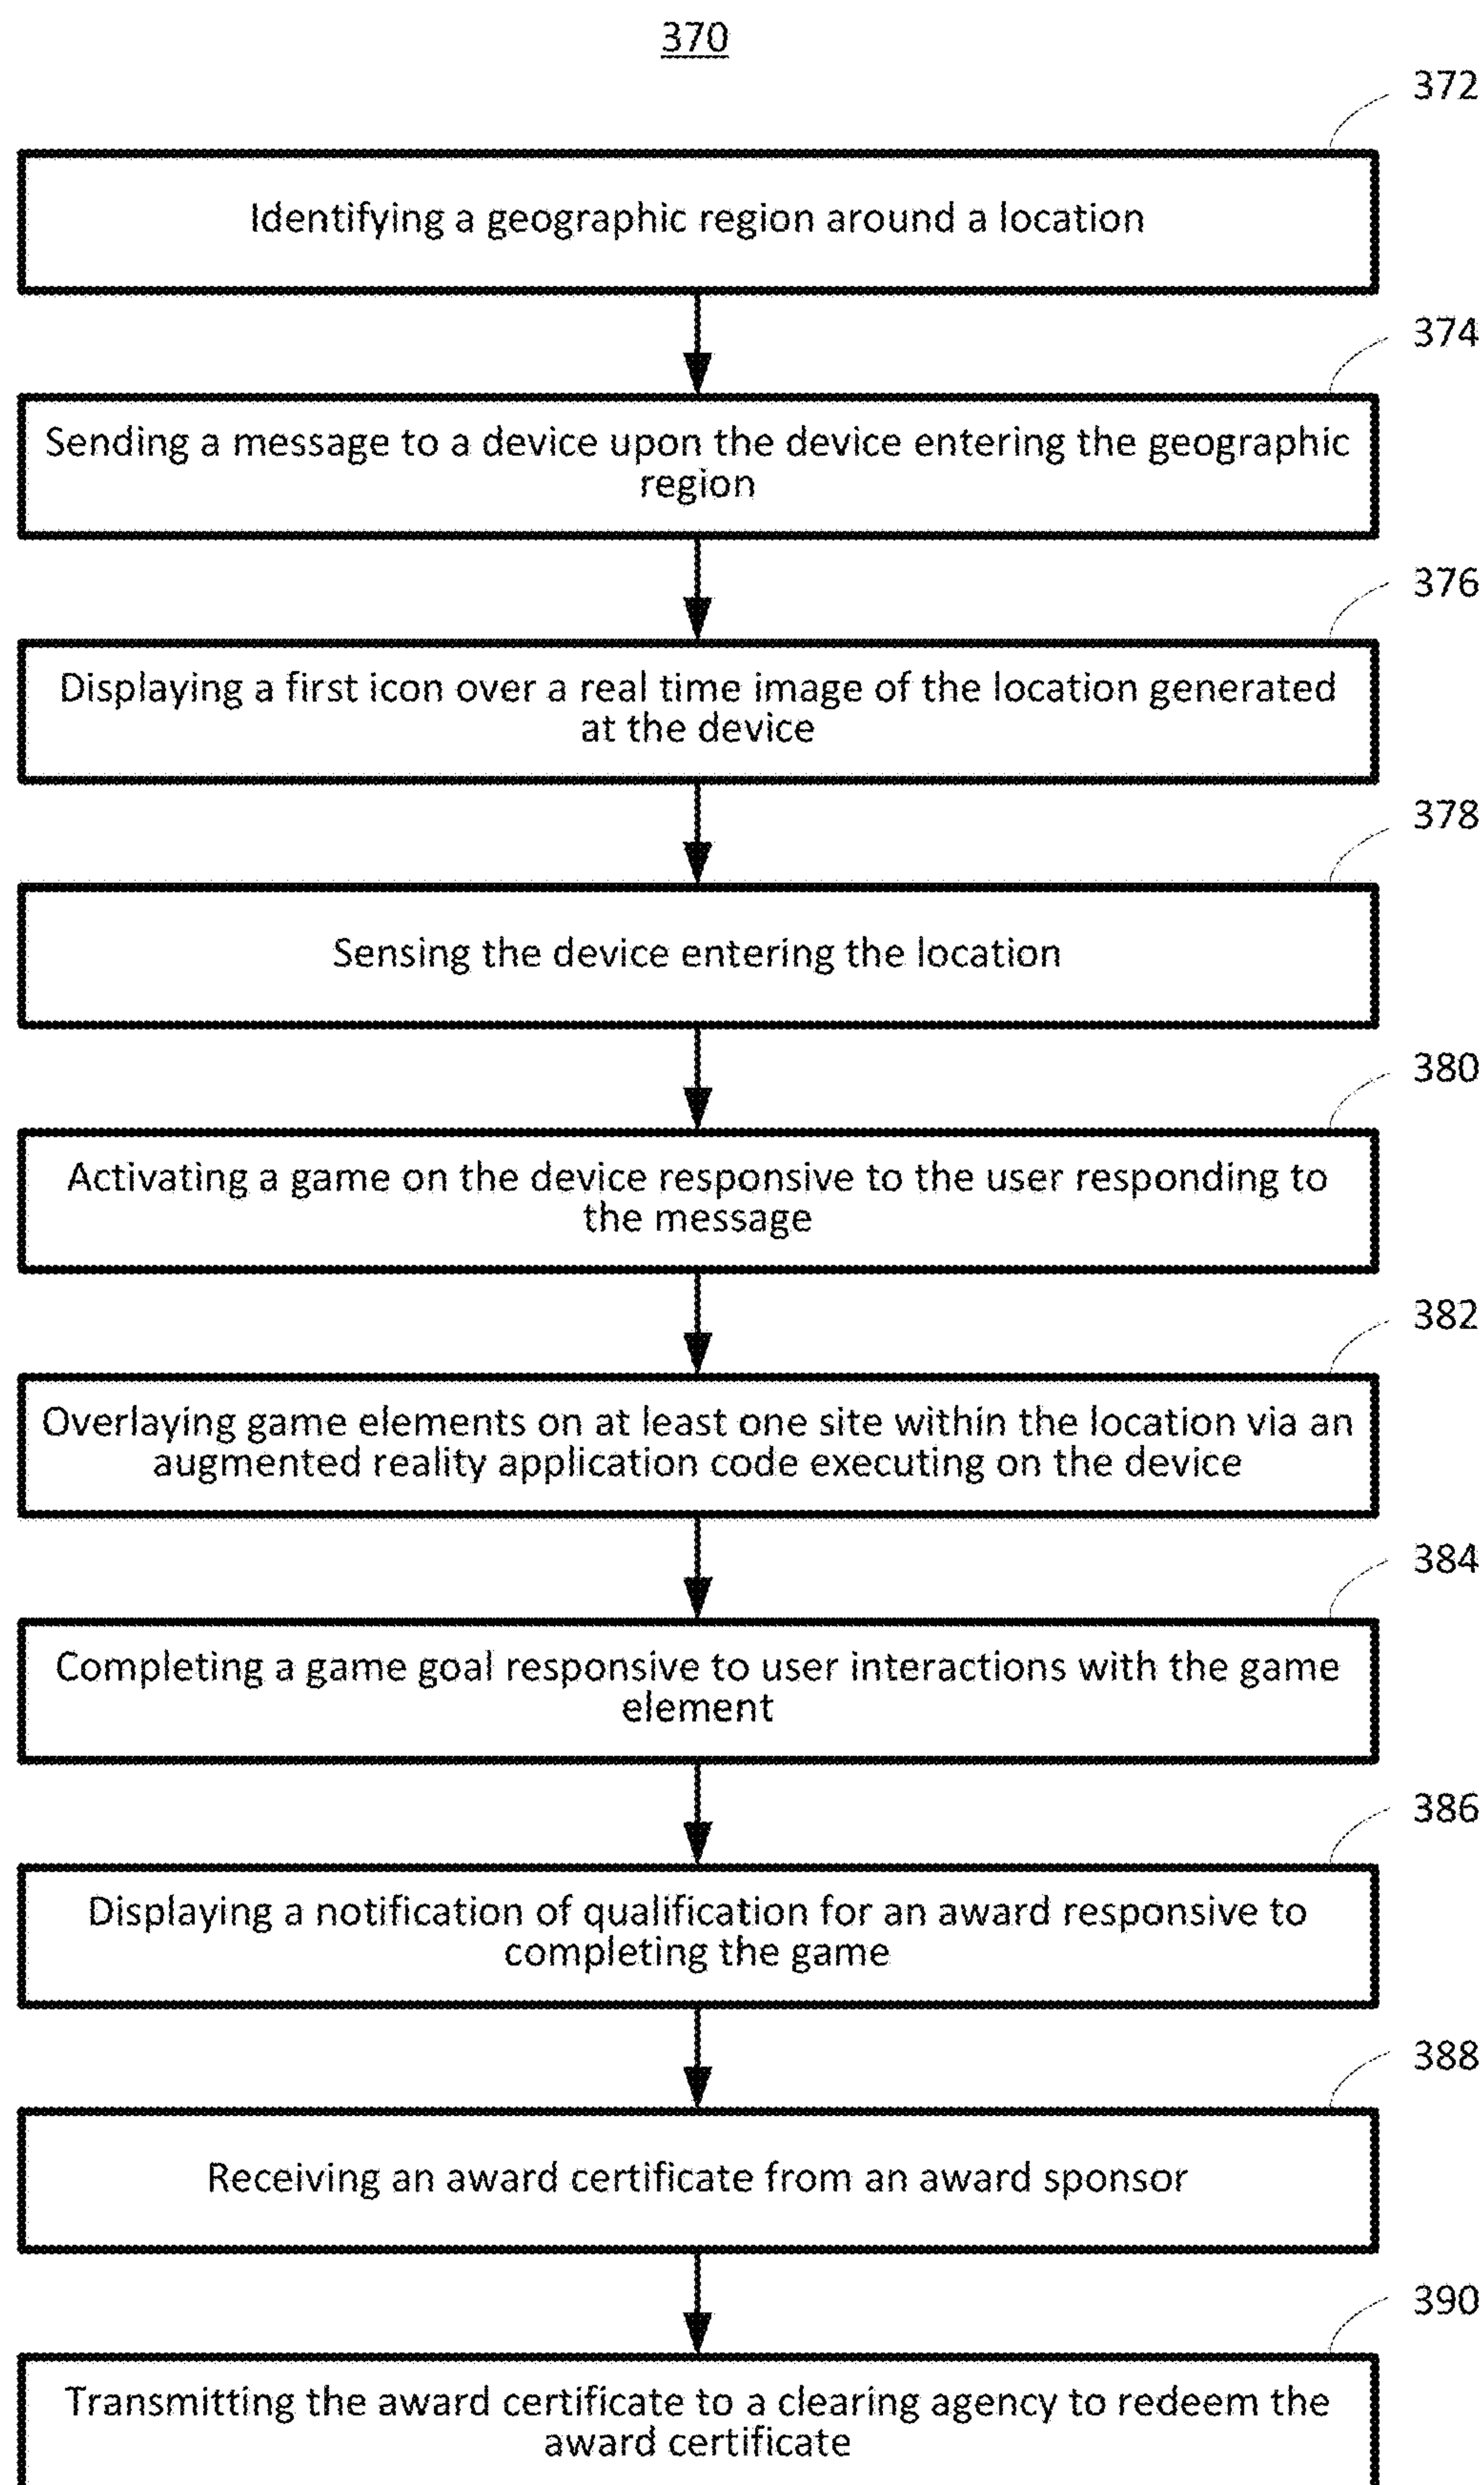 370
372
Identifying a geographic region around a location
374
Sending a message to a device upon the device entering the geographic
region
376
Displaying a first icon over a real time image of the location generated
at the device
378
Sensing the device entering the location
380
Activating a game on the device responsive to the user responding to
the message
382
Overlaying game elements on at least one site within the location via an
augmented reality application code executing on the device
384
Completing a game goal responsive to user interactions with the game
element
386
Displaying a notification of qualification for an award responsive to
completing the game
388
Receiving an award certificate from an award sponsor
390
Transmitting the award certificate to a clearing agency to redeem the
award certificate